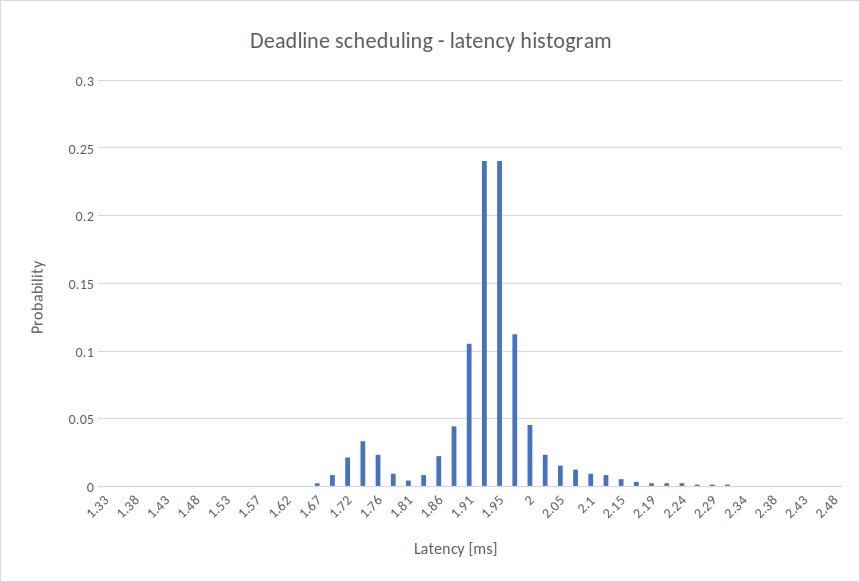 Deadline scheduling - latency histogram
0.3
0.25
0.2
0.15
0.1
0.05
0
Probability
1.33 1.38 1.43 1.48 1.53 1.57 1.62 1.67 1.72 1.76 1.81 1.86 1.91 1.95 2 2.05 2.1 2.15 2.19 2.24 2.29 2.34 2.38 2.43 2.48
Latency [ms]